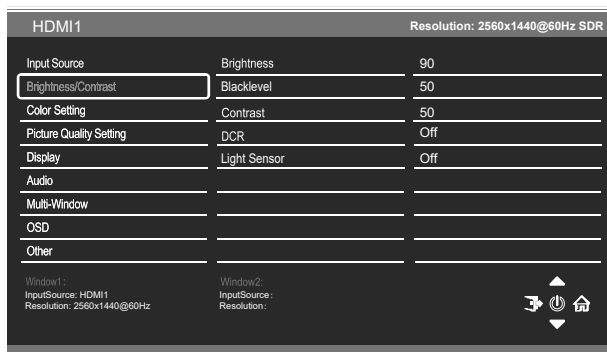 HDMI1 Resolution: 2560x1440@60Hz SDR
Input Source Brightness 90
Brightness/Contrast Blacklevel 50
Color Setting Contrast 50
Picture Quality Setting DCR Off
Display Light Sensor Off
Audio
Multi-Window
OSD
Other
Window1: Window2:
InputSource: HDMI1 InputSource:
Resolution: 2560x1440@60Hz Resolution: